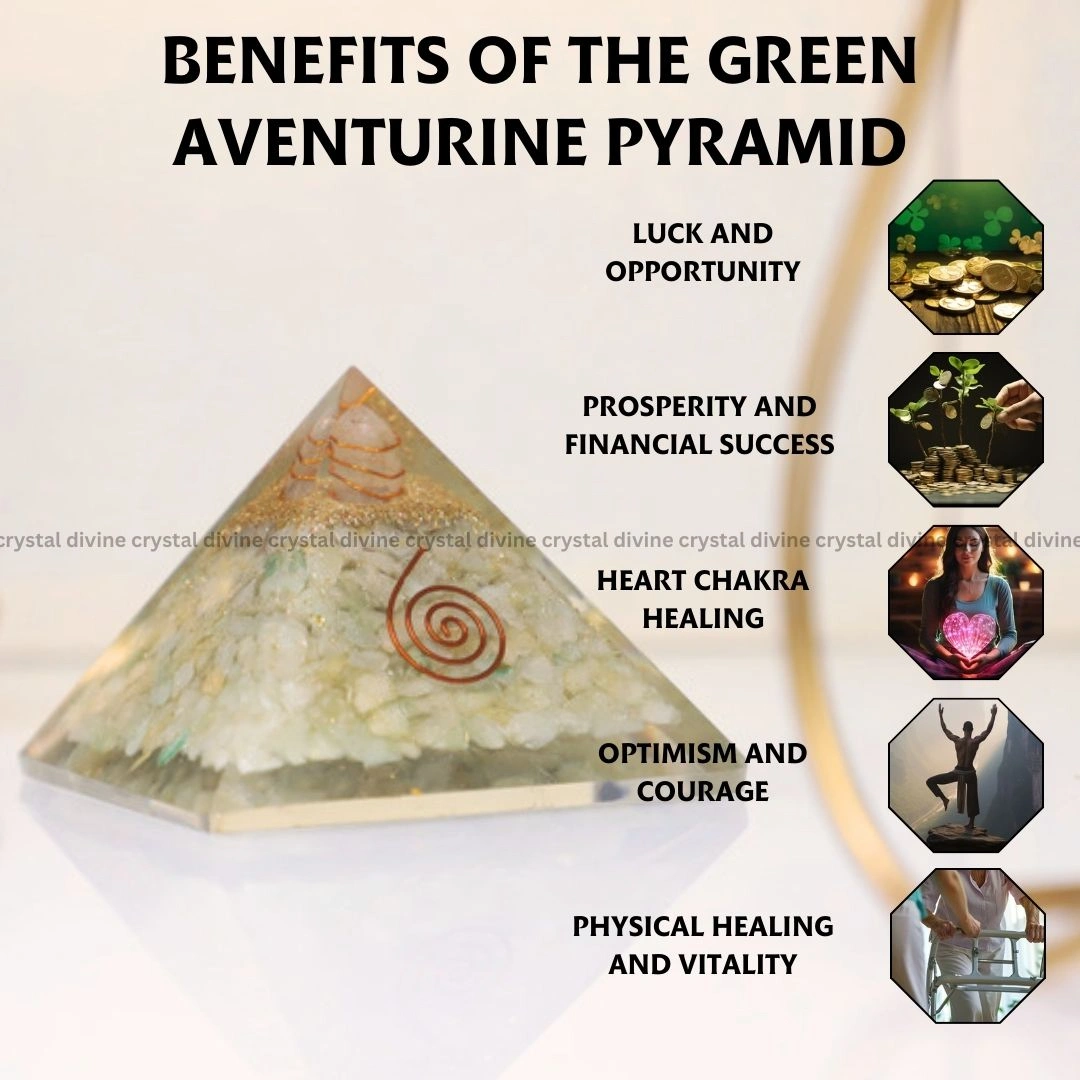 BENEFITS OF THE GREEN
AVENTURINE PYRAMID
LUCK AND
OPPORTUNITY
PROSPERITY AND
FINANCIAL SUCCESS
crystal divine crystal divine crystal divine crystal divine crystal divine crystal divine crystal divine crystal divine
HEART CHAKRA
HEALING
OPTIMISM AND
COURAGE
PHYSICAL HEALING
AND VITALITY